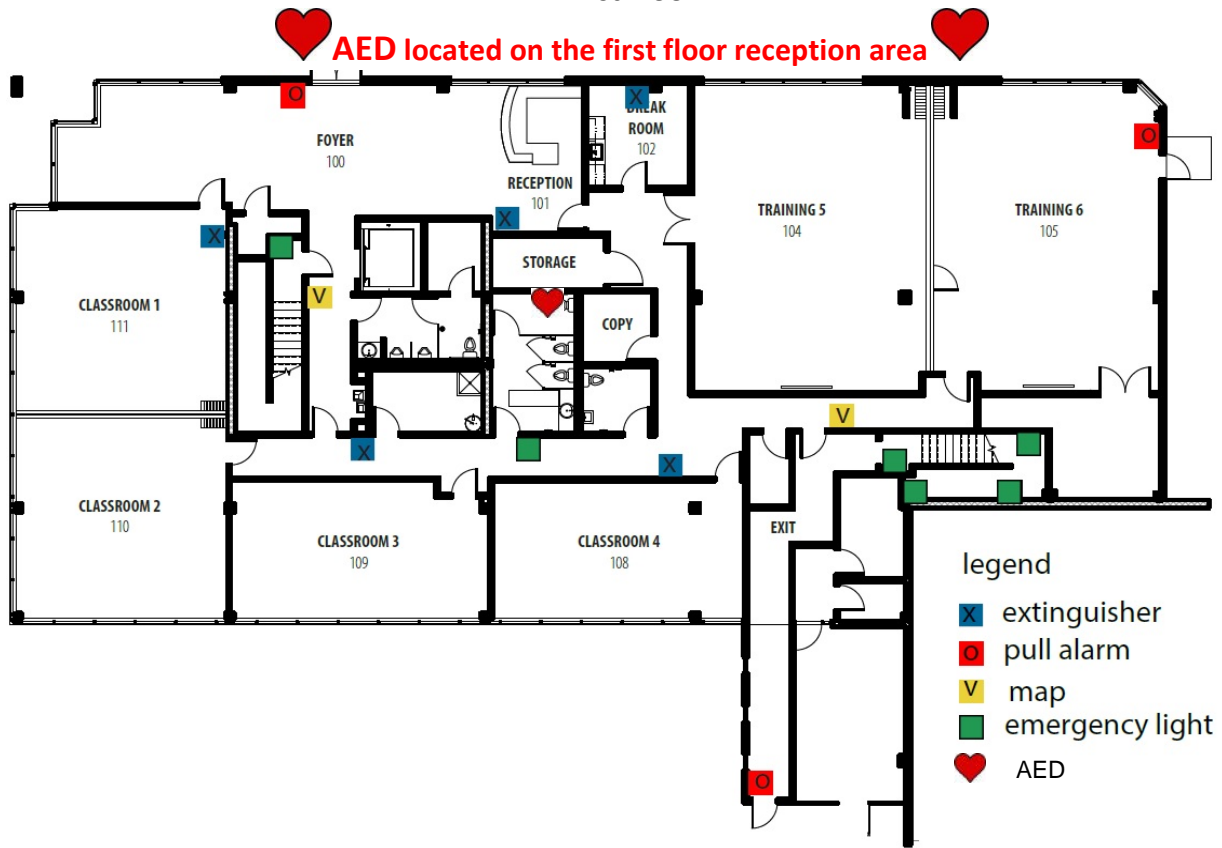 AED located on the first floor reception area
O
X
BREAK
ROOM
102
FOYER
100
O
RECEPTION
101
TRAINING 5
104
TRAINING 6
105
X
X
STORAGE
V
CLASSROOM 1
111
COPY
V
X
X
CLASSROOM 2
110
EXIT
CLASSROOM 3
109
CLASSROOM 4
108
legend
X extinguisher
O pull alarm
V map
emergency light
AED
O